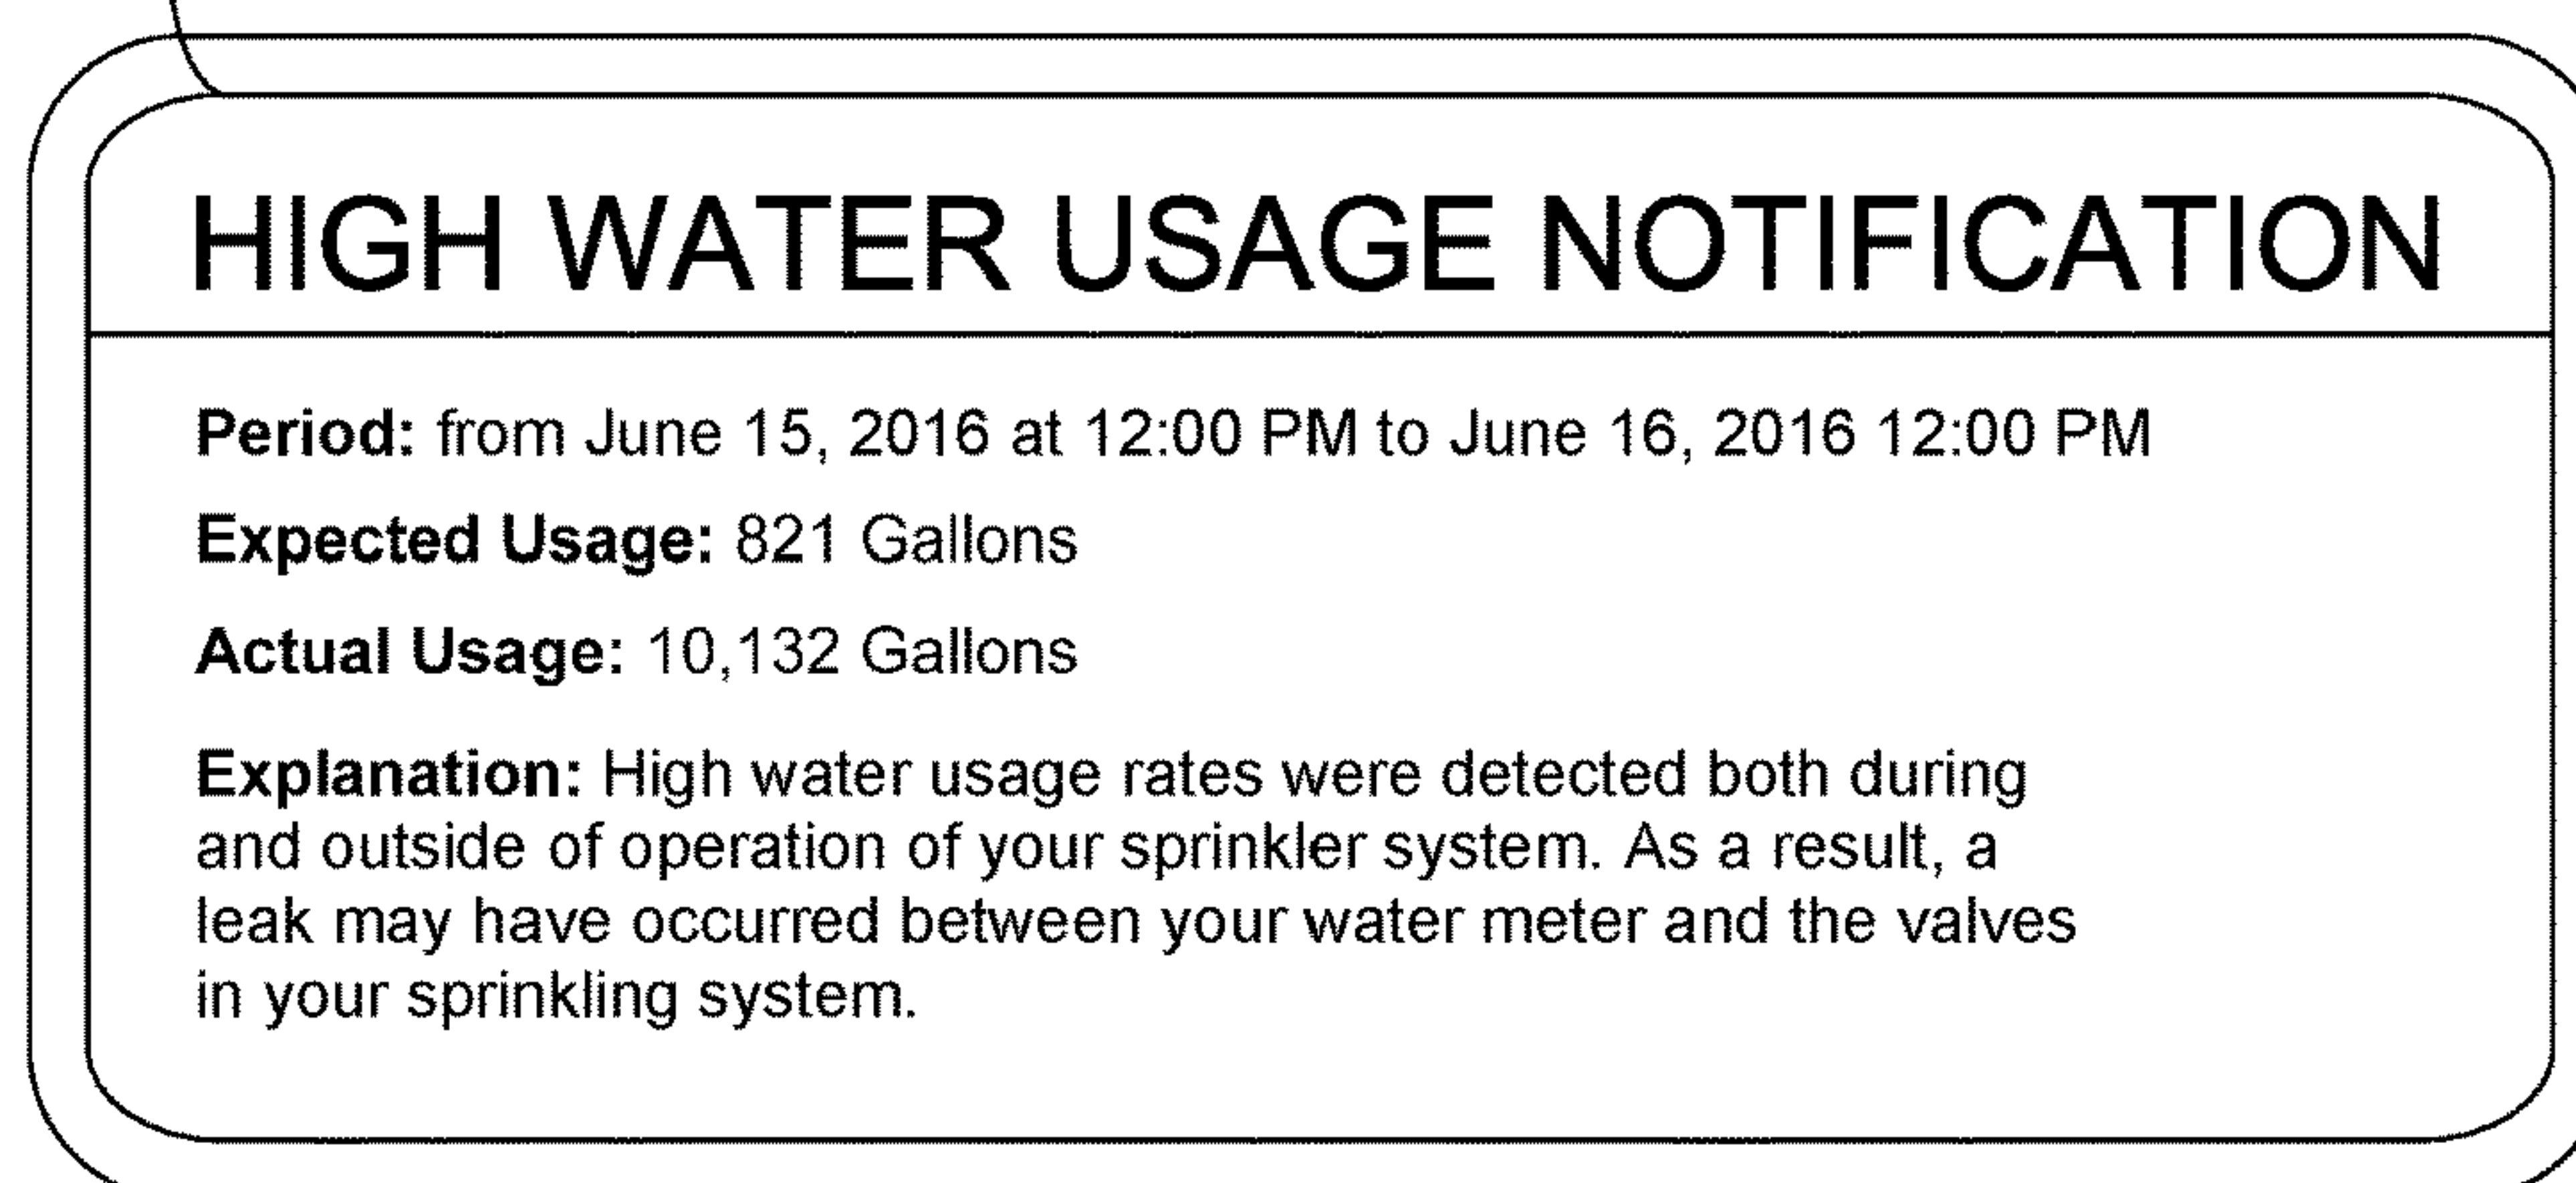 HIGH WATER USAGE NOTIFICATION
Period: from June 15, 2016 at 12:00 PM to June 16, 2016 12:00 PM
Expected Usage: 821 Gallons
Actual Usage: 10,132 Gallons
Explanation: High water usage rates were detected both during
and outside of operation of your sprinkler system. As a result, a
leak may have occurred between your water meter and the valves
in your sprinkling system.